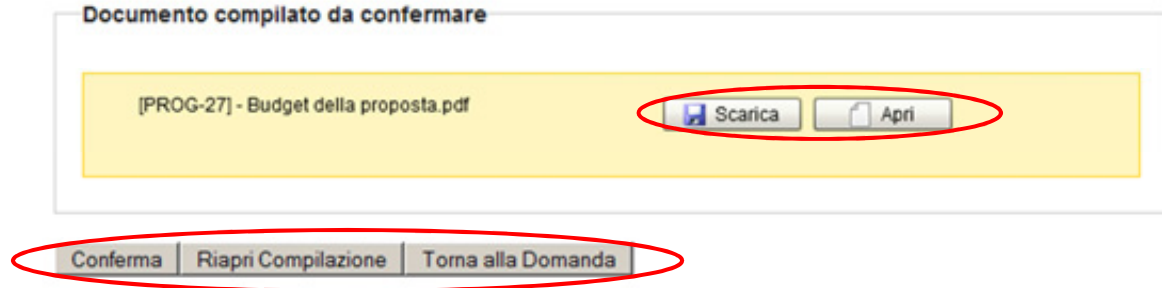 Documento compilato da confermare
[PROG-27] - Budget della proposta.pdf Scarica Apri
Conferma Riapri Compilazione Torna alla Domanda